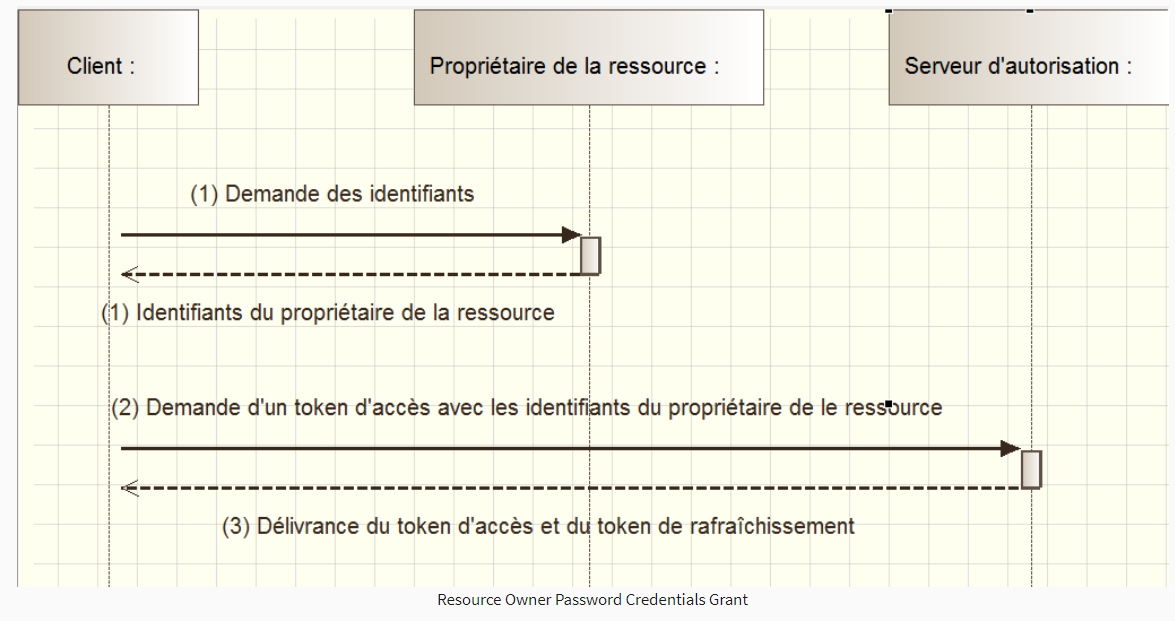 Client :
Propriétaire de la ressource :
Serveur d'autorisation :
(1) Demande des identifiants
(1) Identifiants du propriétaire de la ressource
(2) Demande d'un token d'accès avec les identifiants du propriétaire de le ressource
(3) Délivrance du token d'accès et du token de rafraîchissement
Resource Owner Password Credentials Grant